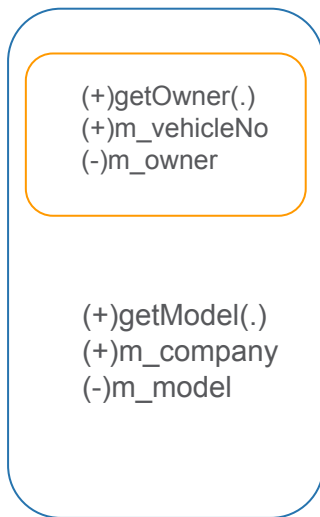 (+)getOwner(.)
(+)m_vehicleNo
(-)m_owner
(+)getModel(.)
(+)m_company
(-)m_model